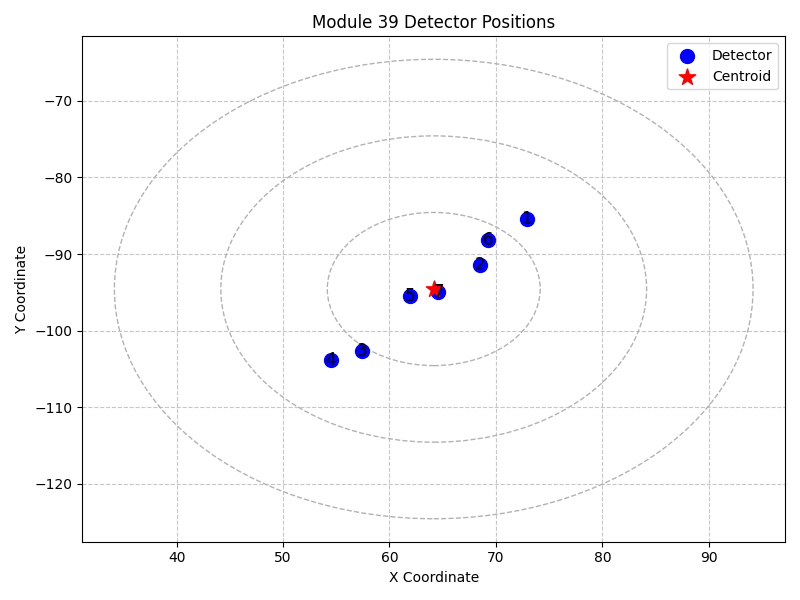 Module 39 Detector Positions
Detector
Centroid
−70
−80
−90
−100
−110
−120
Y Coordinate
1
6
2
7
5
3
4
40 50 60 70 80 90
X Coordinate